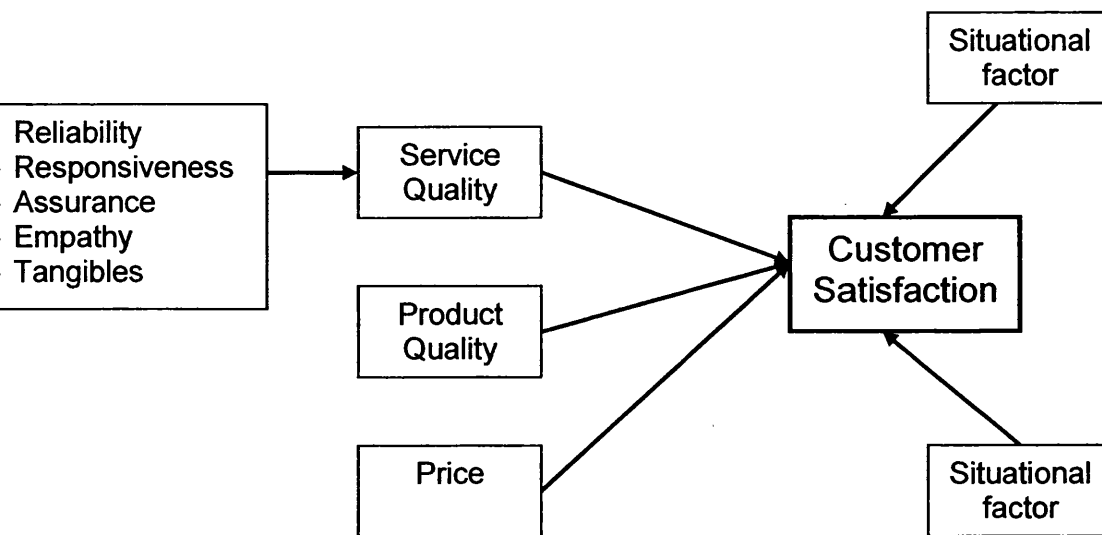 Situational
factor
Reliability
- Responsiveness
- Assurance
- Empathy
- Tangibles
Service
Quality
Customer
Satisfaction
Product
Quality
Price
Situational
factor